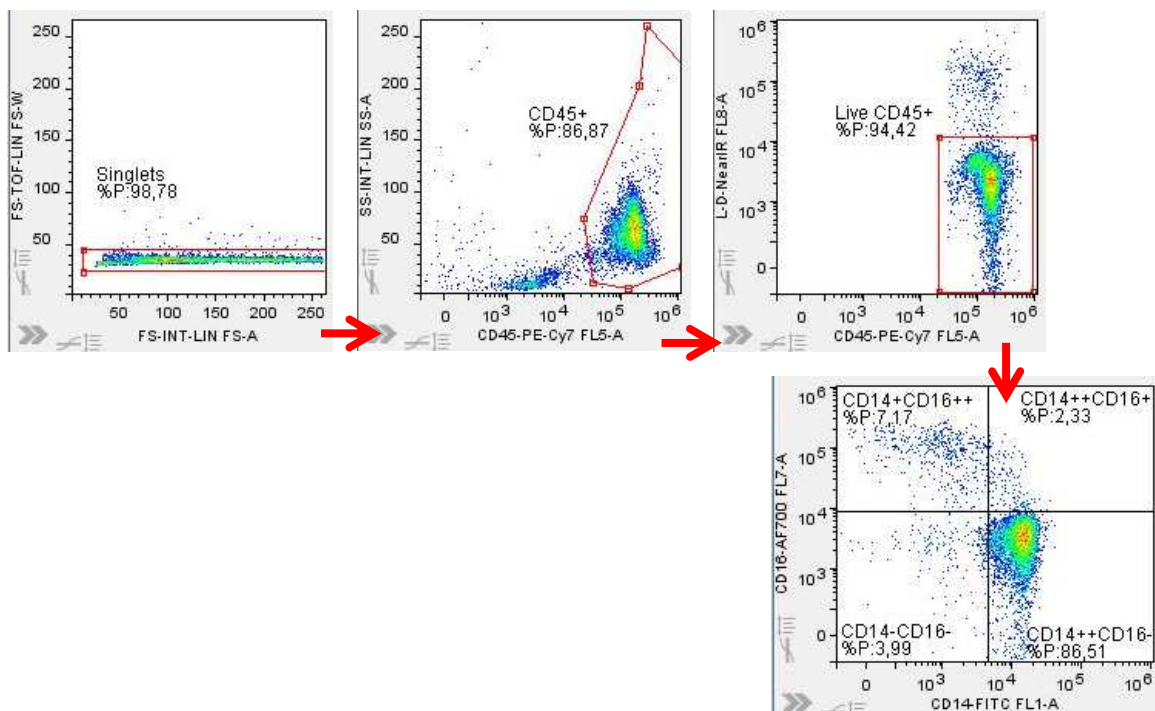 250
200
150
100
50
FS-TOF-LIN FS-W
Singlets
%P:98,78
50 100 150 200 250
FS-INT-LIN FS-A
250
200
150
100
50
SS-INT-LIN SS-A
CD45+
%P:86,87
0 10³ 10⁴ 10⁵ 10⁶
CD45-PE-Cy7 FL5-A
10⁶
10⁵
10⁴
10³
0
L-D-NearIR FL8-A
Live CD45+
%P:94,42
0 10³ 10⁴ 10⁵ 10⁶
CD45-PE-Cy7 FL5-A
10⁶
10⁵
10⁴
10³
0
CD16-AF700 FL7-A
CD14+CD16++
%P:7,17
CD14++CD16+
%P:2,33
CD14-CD16-
%P:3,99
CD14++CD16-
%P:86,51
0 10³ 10⁴ 10⁵ 10⁶
CD14-FITC FL1-A